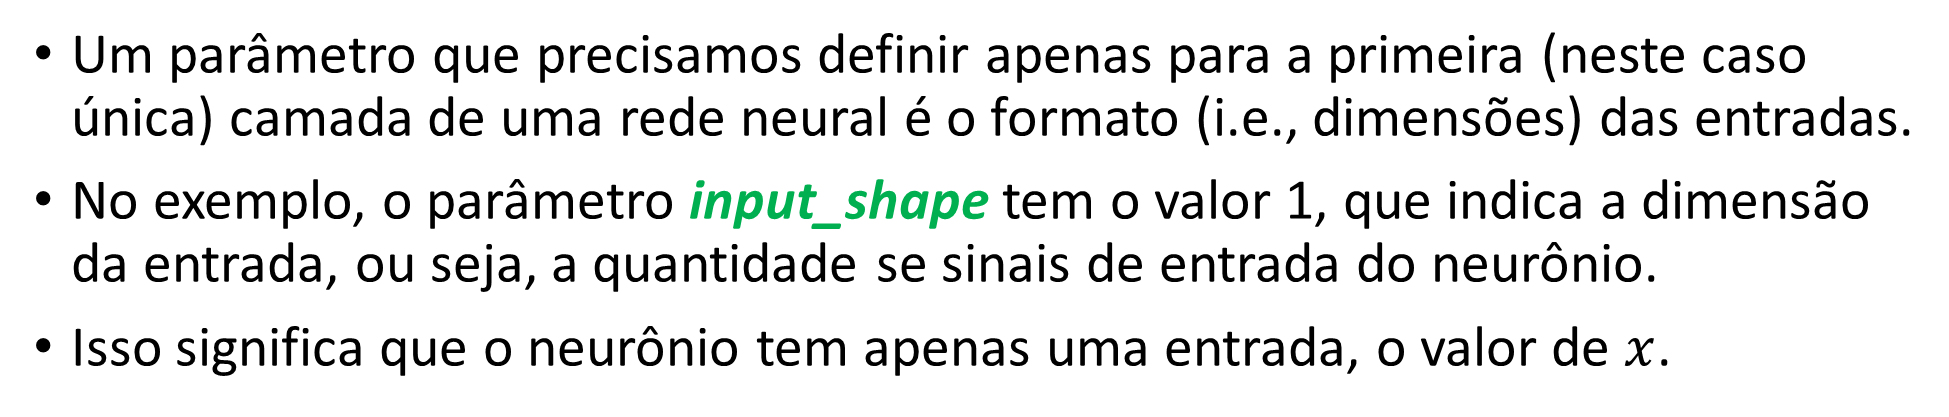 • Um parâmetro que precisamos definir apenas para a primeira (neste caso
única) camada de uma rede neural é o formato (i.e., dimensões) das entradas.
• No exemplo, o parâmetro input_shape tem o valor 1, que indica a dimensão
da entrada, ou seja, a quantidade se sinais de entrada do neurônio.
• Isso significa que o neurônio tem apenas uma entrada, o valor de x.